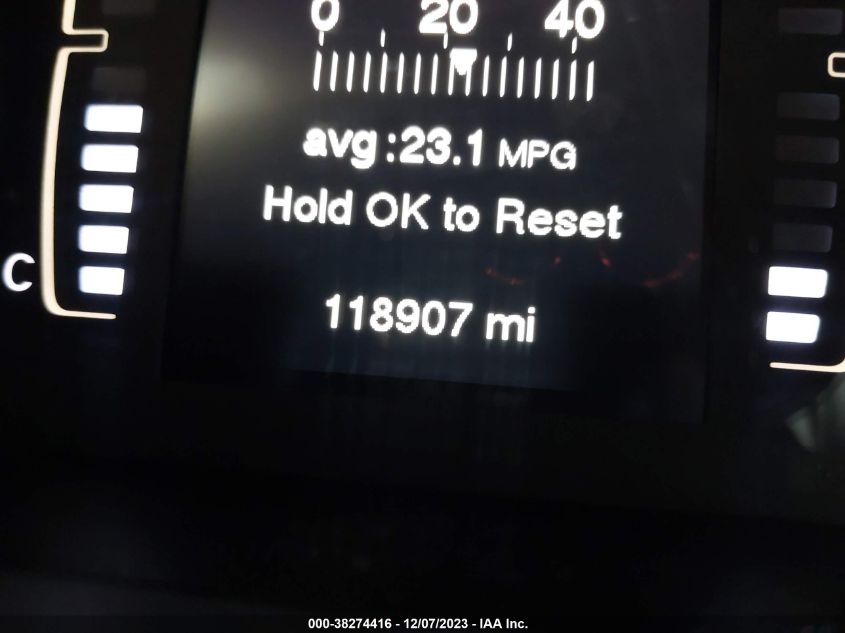 0 20 40
avg:23.1 MPG
Hold OK to Reset
C
118907 mi
000-38274416 - 12/07/2023 - IAA Inc.